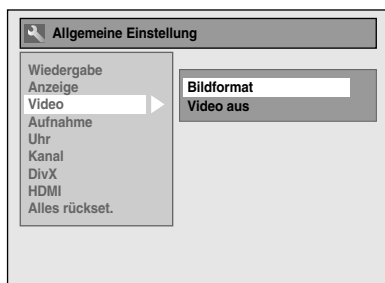 Allgemeine Einstellung
Wiedergabe
Anzeige
Video
Aufnahme
Uhr
Kanal
DivX
HDMI
Alles rückset.
Bildformat
Video aus